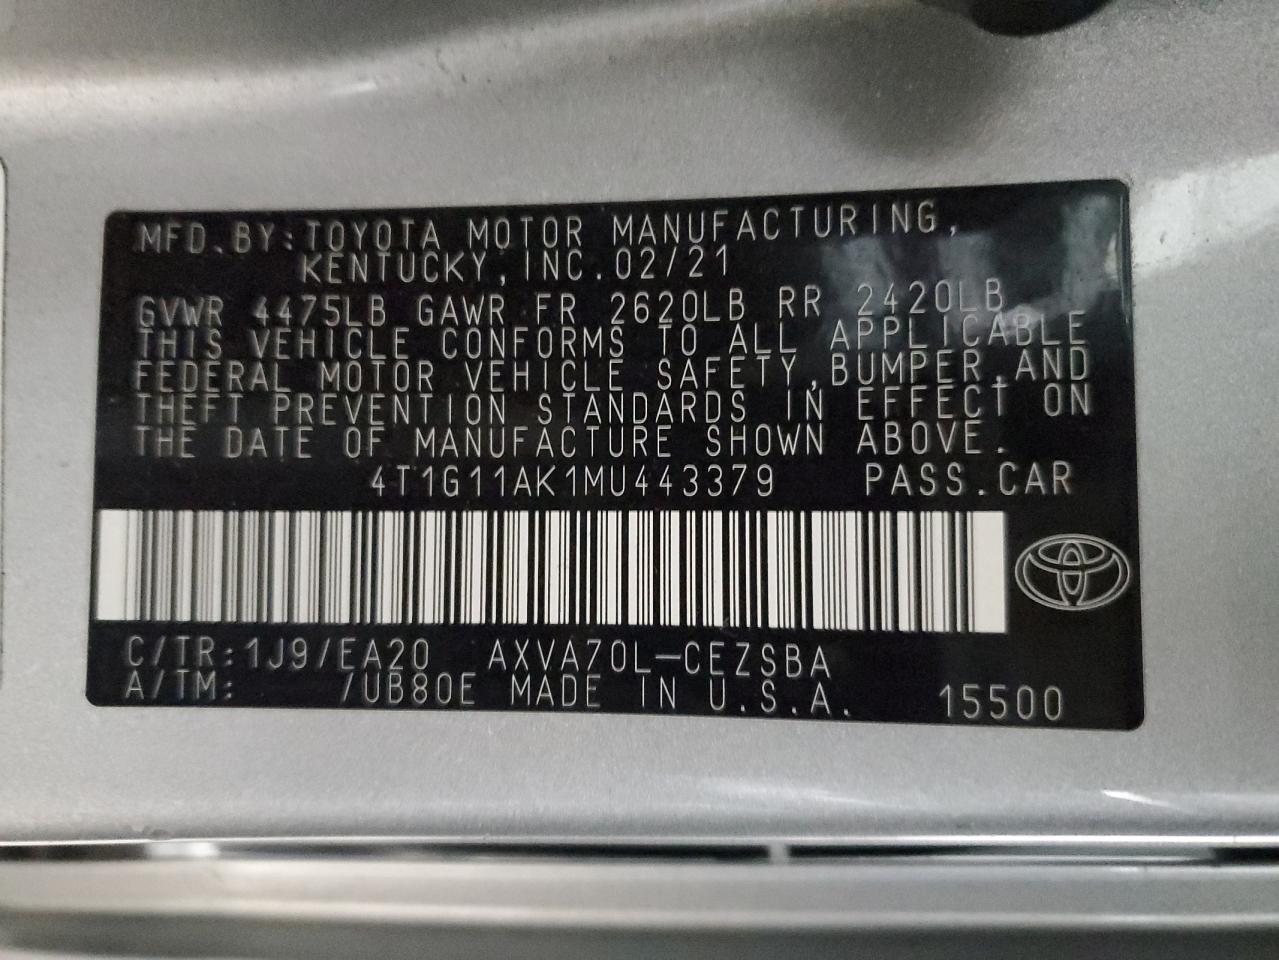 MFD.BY:TOYOTA MOTOR MANUFACTURING,
KENTUCKY,INC.02/21
GVWR 4475LB GAWR FR 2620LB RR 2420LB
THIS VEHICLE CONFORMS TO ALL APPLICABLE
FEDERAL MOTOR VEHICLE SAFETY,BUMPER,AND
THEFT PREVENTION STANDARDS IN EFFECT ON
THE DATE OF MANUFACTURE SHOWN ABOVE.
4T1G11AK1MU443379 PASS.CAR
C/TR:1J9/EA20 AXVA70L-CEZSBA
A/TM: /UB80E MADE IN U.S.A. 15500